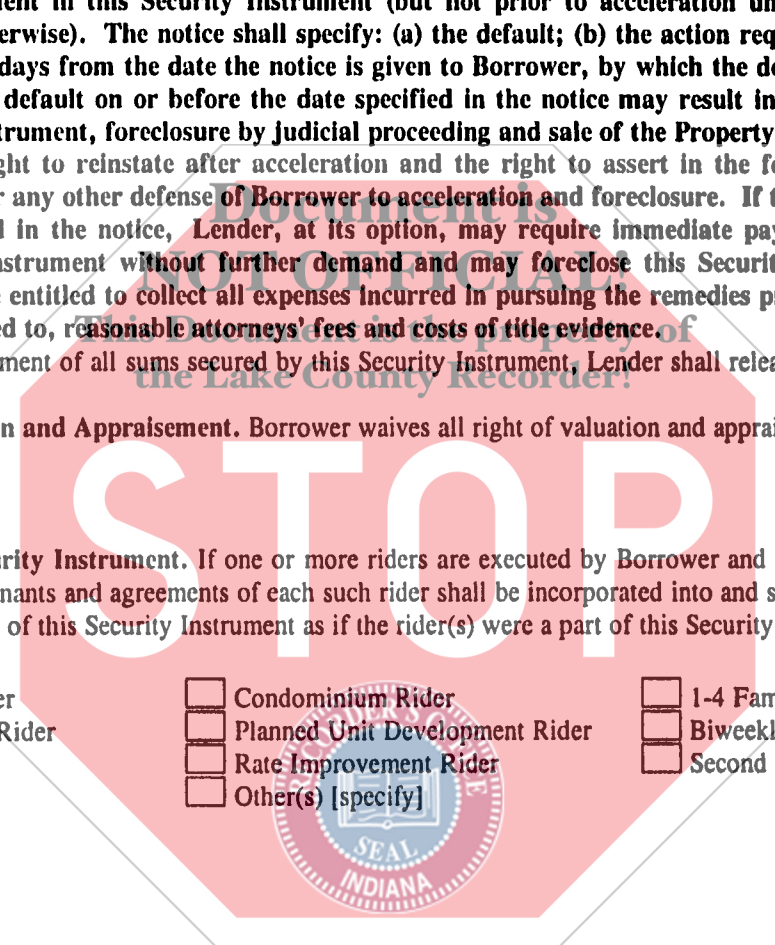 ent in this Security Instrument (but not prior to acceleration un
erwise). The notice shall specify: (a) the default; (b) the action req
days from the date the notice is given to Borrower, by which the de
default on or before the date specified in the notice may result in
trument, foreclosure by judicial proceeding and sale of the Property
ght to reinstate after acceleration and the right to assert in the fo
r any other defense of Borrower to acceleration and foreclosure. If t
Document is
d in the notice, Lender, at its option, may require immediate pay
nstrument without further demand and may foreclose this Securit
NOT OFFICIAL!
e entitled to collect all expenses incurred in pursuing the remedies p
ed to, reasonable attorneys' fees and costs of title evidence.
This Document is the property of
ment of all sums secured by this Security Instrument, Lender shall relea
the Lake County Recorder!
n and Appraisement. Borrower waives all right of valuation and apprai
STOP
rity Instrument. If one or more riders are executed by Borrower and
nants and agreements of each such rider shall be incorporated into and s
of this Security Instrument as if the rider(s) were a part of this Security
er
Condominium Rider
1-4 Fam
Rider
Planned Unit Development Rider
Biweekl
Rate Improvement Rider
Second
Other(s) [specify]
RECORDER'S OFFICE
SEAL
INDIANA